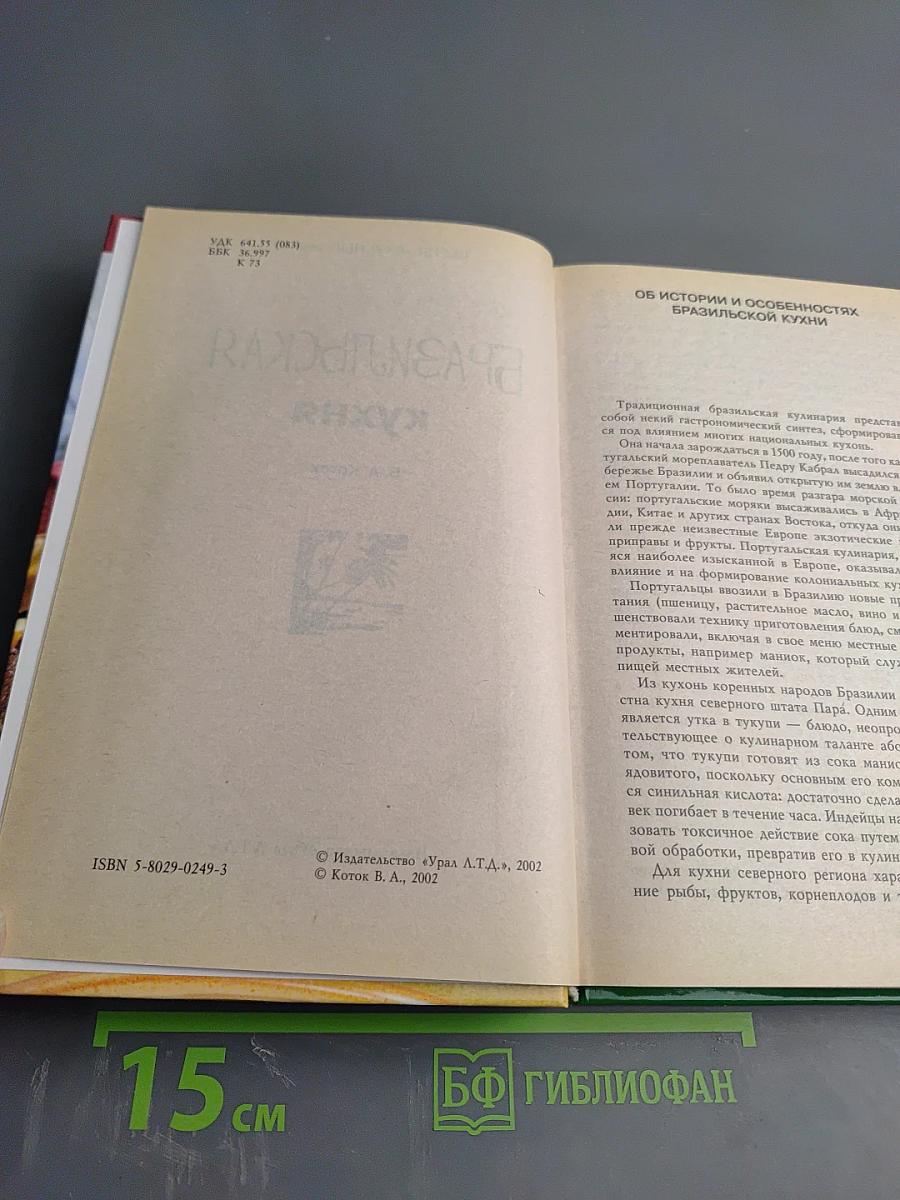 УДК 641.55 (083)
ББК 36.997
К 73
БРАЗИЛЬСКАЯ
КУХНЯ
В. А. Коток
ISBN 5-8029-0249-3
© Издательство «Урал Л.Т.Д.», 2002
© Коток В. А., 2002
ОБ ИСТОРИИ И ОСОБЕННОСТЯХ
БРАЗИЛЬСКОЙ КУХНИ
Традиционная бразильская кулинария представ
собой некий гастрономический синтез, сформирова
ся под влиянием многих национальных кухонь.
Она начала зарождаться в 1500 году, после того ка
тугальский мореплаватель Педру Кабрал высадился
бережье Бразилии и объявил открытую им землю вл
ем Португалии. То было время разгара морской
сии: португальские моряки высаживались в Афр
дии, Китае и других странах Востока, откуда он
ли прежде неизвестные Европе экзотические
приправы и фрукты. Португальская кулинария,
яся наиболее изысканной в Европе, оказывал
влияние и на формирование колониальных кух
Португальцы ввозили в Бразилию новые пр
тания (пшеницу, растительное масло, вино и
шенствовали технику приготовления блюд, см
ментировали, включая в свое меню местные
продукты, например маниок, который служ
пищей местных жителей.
Из кухонь коренных народов Бразилии
стна кухня северного штата Пара́. Одним
является утка в тукупи — блюдо, неопро
тельствующее о кулинарном таланте або
том, что тукупи готовят из сока манио
ядовитого, поскольку основным его ком
ся синильная кислота: достаточно сдела
век погибает в течение часа. Индейцы на
зовать токсичное действие сока путем
вой обработки, превратив его в кулин
Для кухни северного региона хара
ние рыбы, фруктов, корнеплодов и т
15 см
БФ ГИБЛИОФАН